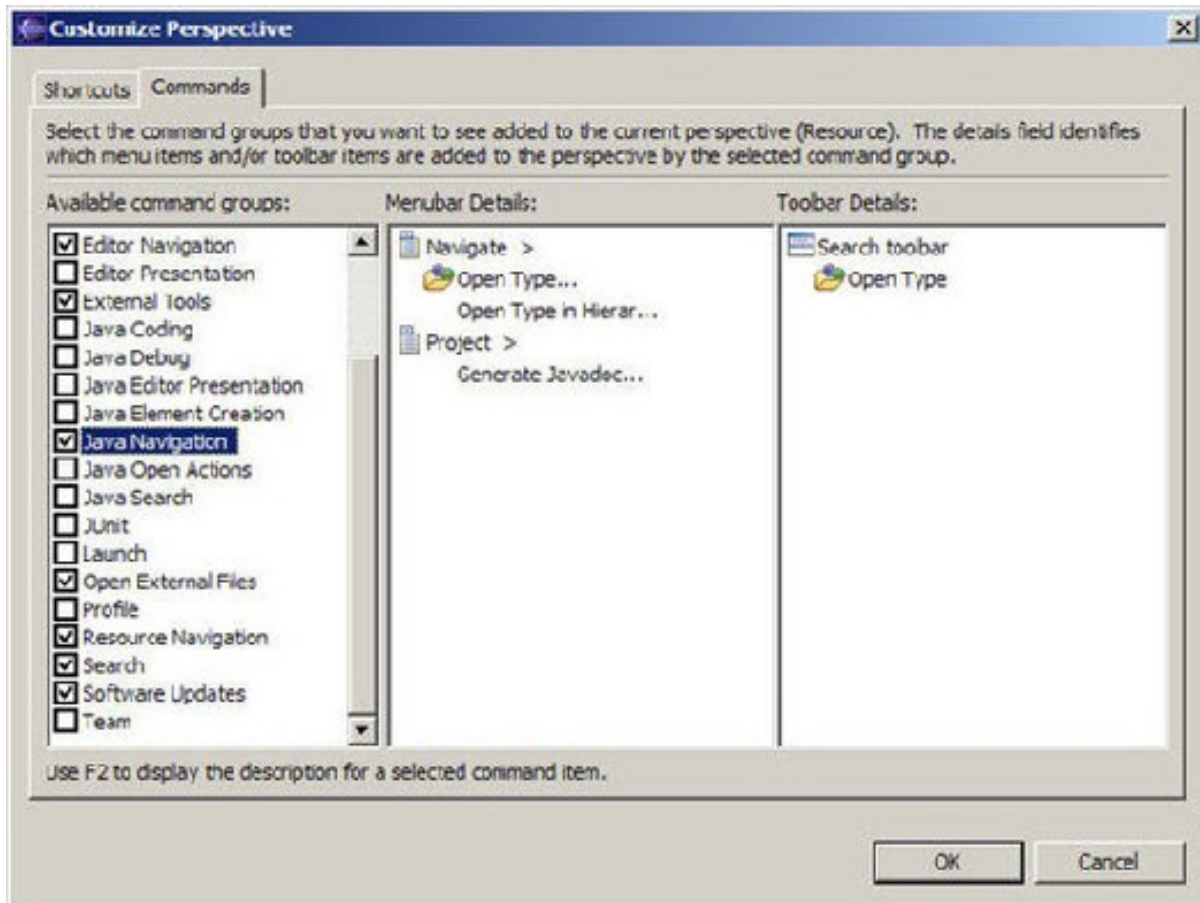 Customize Perspective
Shortcuts Commands
Select the command groups that you want to see added to the current perspective (Resource). The details field identifies
which menu items and/or toolbar items are added to the perspective by the selected command group.
Available command groups: Menubar Details: Toolbar Details:
Editor Navigation
Editor Presentation
External Tools
Java Coding
Java Debug
Java Editor Presentation
Java Element Creation
Java Navigation
Java Open Actions
Java Search
JUnit
Launch
Open External Files
Profile
Resource Navigation
Search
Software Updates
Team
Navigate >
Open Type...
Open Type in Hierar...
Project >
Generate Javadoc...
Search toolbar
Open Type
Use F2 to display the description for a selected command item.
OK Cancel